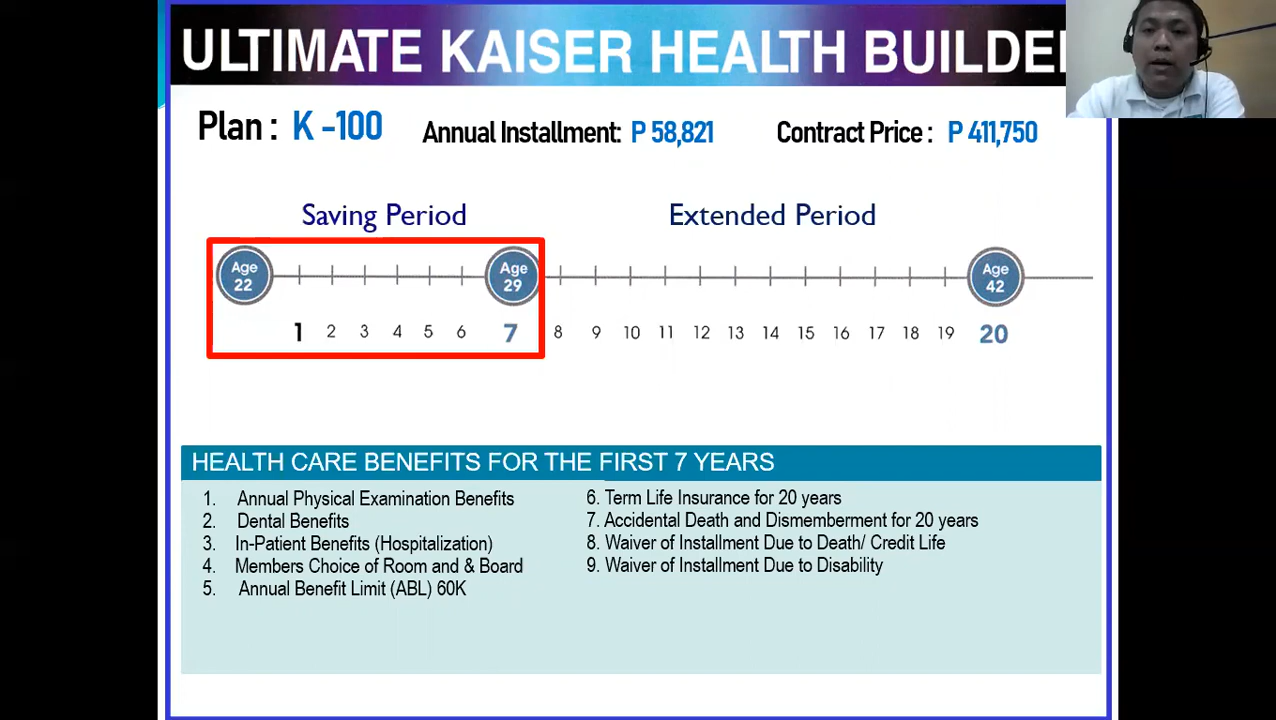 ULTIMATE KAISER HEALTH BUILDE
Plan : K -100 Annual Installment: P 58,821 Contract Price : P 411,750
Saving Period Extended Period
Age 22 Age 29 Age 42
1 2 3 4 5 6 7 8 9 10 11 12 13 14 15 16 17 18 19 20
HEALTH CARE BENEFITS FOR THE FIRST 7 YEARS
1. Annual Physical Examination Benefits
2. Dental Benefits
3. In-Patient Benefits (Hospitalization)
4. Members Choice of Room and & Board
5. Annual Benefit Limit (ABL) 60K
6. Term Life Insurance for 20 years
7. Accidental Death and Dismemberment for 20 years
8. Waiver of Installment Due to Death/ Credit Life
9. Waiver of Installment Due to Disability